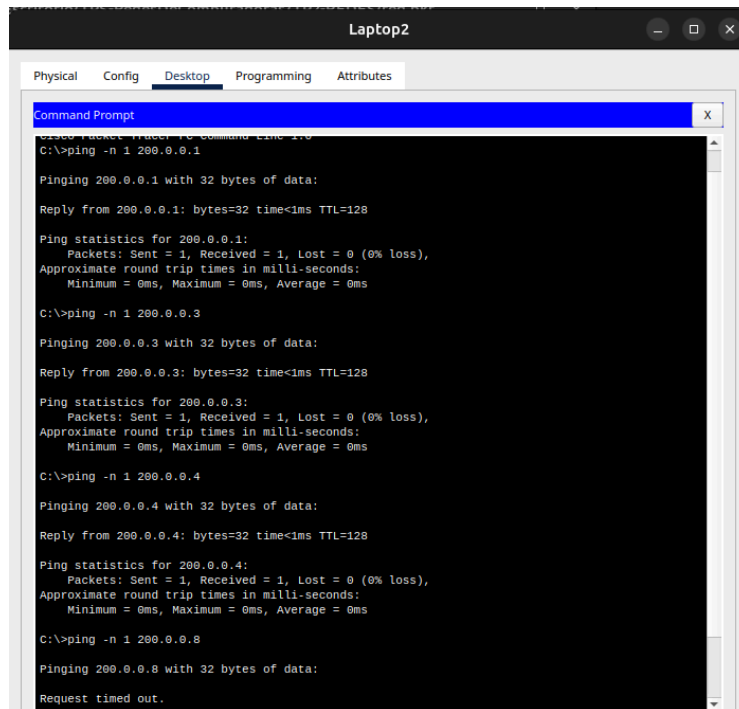 Laptop2
Physical Config Desktop Programming Attributes
Command Prompt
X
Cisco Packet Tracer PC Command Line 1.0
C:\>ping -n 1 200.0.0.1
Pinging 200.0.0.1 with 32 bytes of data:
Reply from 200.0.0.1: bytes=32 time<1ms TTL=128
Ping statistics for 200.0.0.1:
Packets: Sent = 1, Received = 1, Lost = 0 (0% loss),
Approximate round trip times in milli-seconds:
Minimum = 0ms, Maximum = 0ms, Average = 0ms
C:\>ping -n 1 200.0.0.3
Pinging 200.0.0.3 with 32 bytes of data:
Reply from 200.0.0.3: bytes=32 time<1ms TTL=128
Ping statistics for 200.0.0.3:
Packets: Sent = 1, Received = 1, Lost = 0 (0% loss),
Approximate round trip times in milli-seconds:
Minimum = 0ms, Maximum = 0ms, Average = 0ms
C:\>ping -n 1 200.0.0.4
Pinging 200.0.0.4 with 32 bytes of data:
Reply from 200.0.0.4: bytes=32 time<1ms TTL=128
Ping statistics for 200.0.0.4:
Packets: Sent = 1, Received = 1, Lost = 0 (0% loss),
Approximate round trip times in milli-seconds:
Minimum = 0ms, Maximum = 0ms, Average = 0ms
C:\>ping -n 1 200.0.0.8
Pinging 200.0.0.8 with 32 bytes of data:
Request timed out.